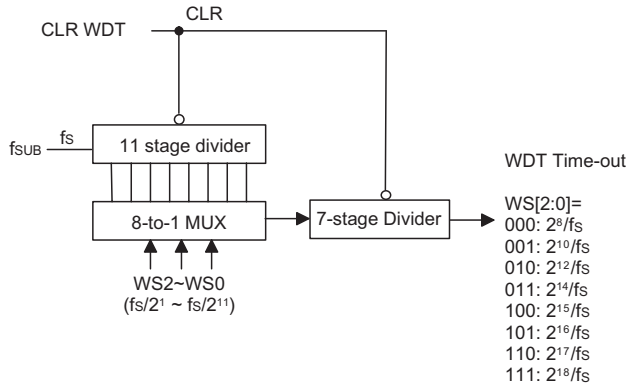 CLR
CLR WDT
fSUB
fS
11 stage divider
8-to-1 MUX
7-stage Divider
WS2~WS0
(fS/2¹ ~ fS/2¹¹)
WDT Time-out
WS[2:0]=
000: 2⁸/fS
001: 2¹⁰/fS
010: 2¹²/fS
011: 2¹⁴/fS
100: 2¹⁵/fS
101: 2¹⁶/fS
110: 2¹⁷/fS
111: 2¹⁸/fS